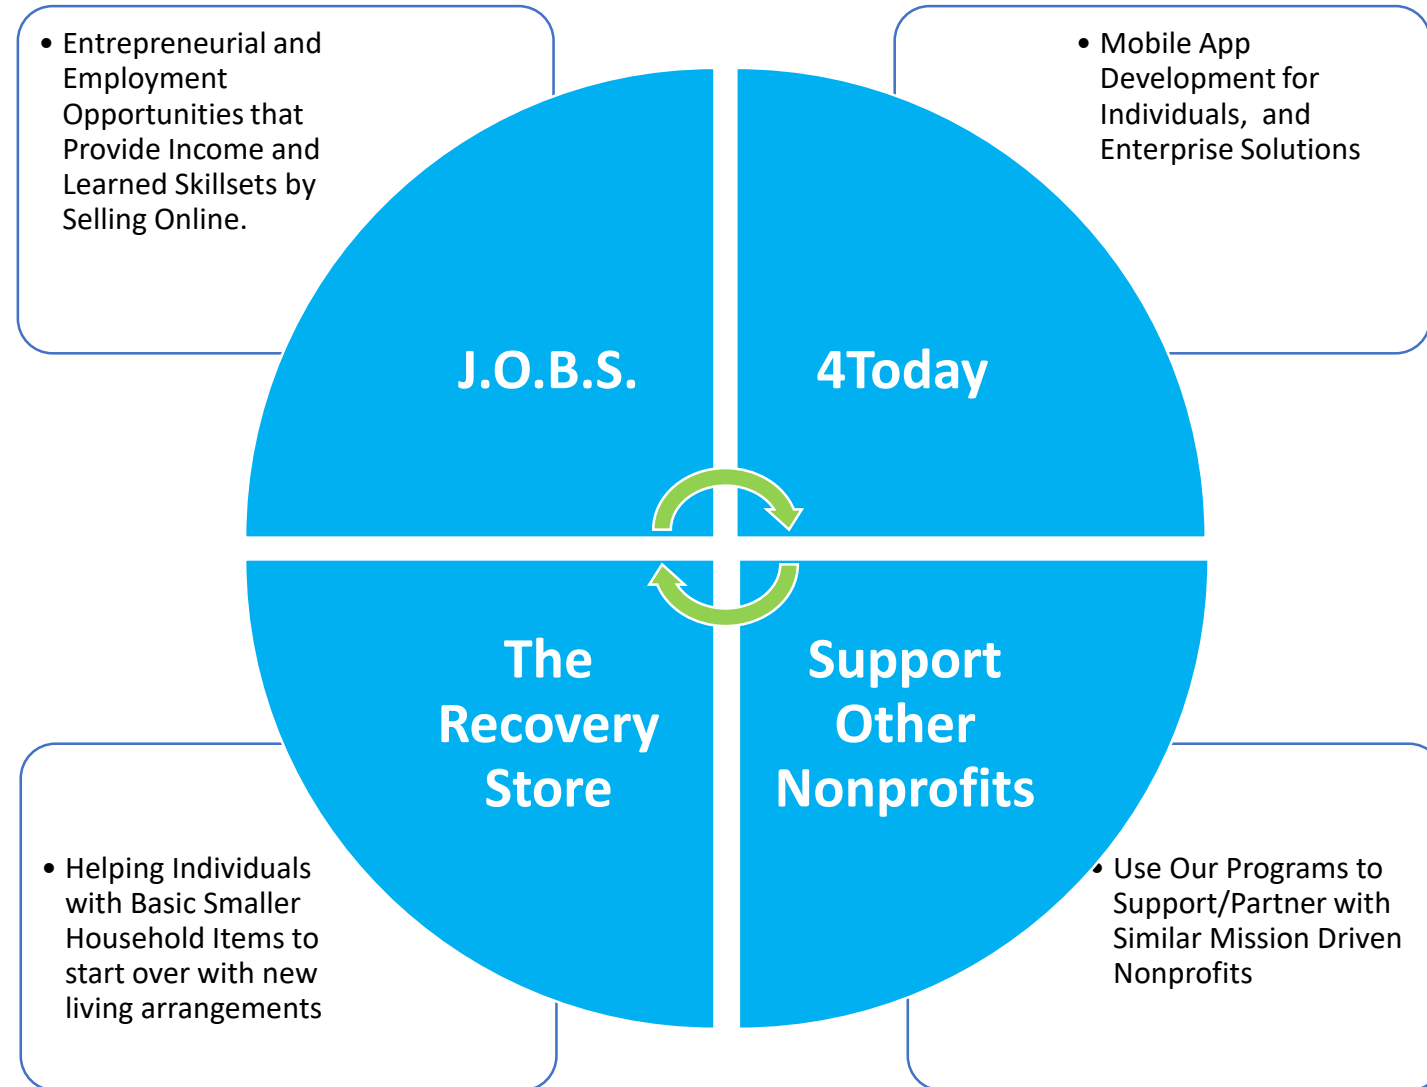 • Entrepreneurial and
Employment
Opportunities that
Provide Income and
Learned Skillsets by
Selling Online.
• Mobile App
Development for
Individuals,  and
Enterprise Solutions
J.O.B.S.
4Today
The
Recovery
Store
Support
Other
Nonprofits
• Helping Individuals
with Basic Smaller
Household Items to
start over with new
living arrangements
• Use Our Programs to
Support/Partner with
Similar Mission Driven
Nonprofits